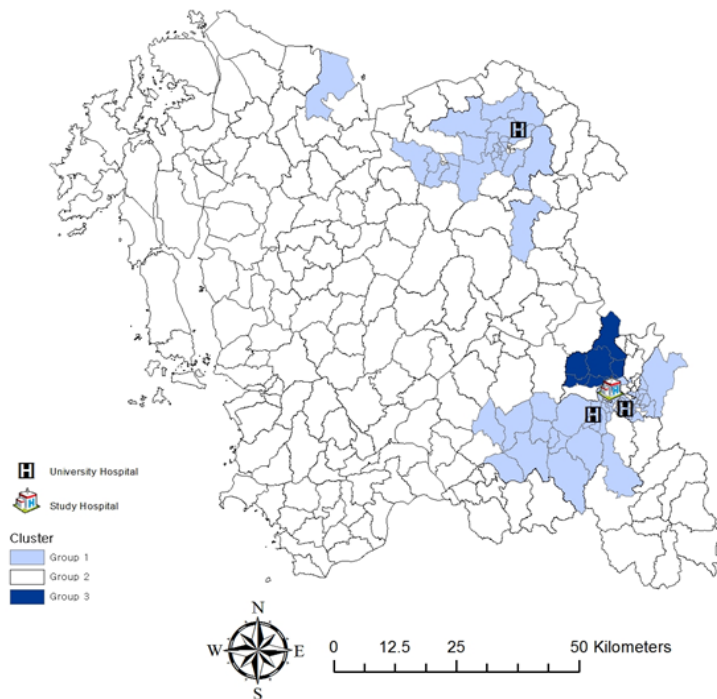 H
H
H
H University Hospital
Study Hospital
Cluster
Group 1
Group 2
Group 3
N
W E
S
0 12.5 25 50 Kilometers